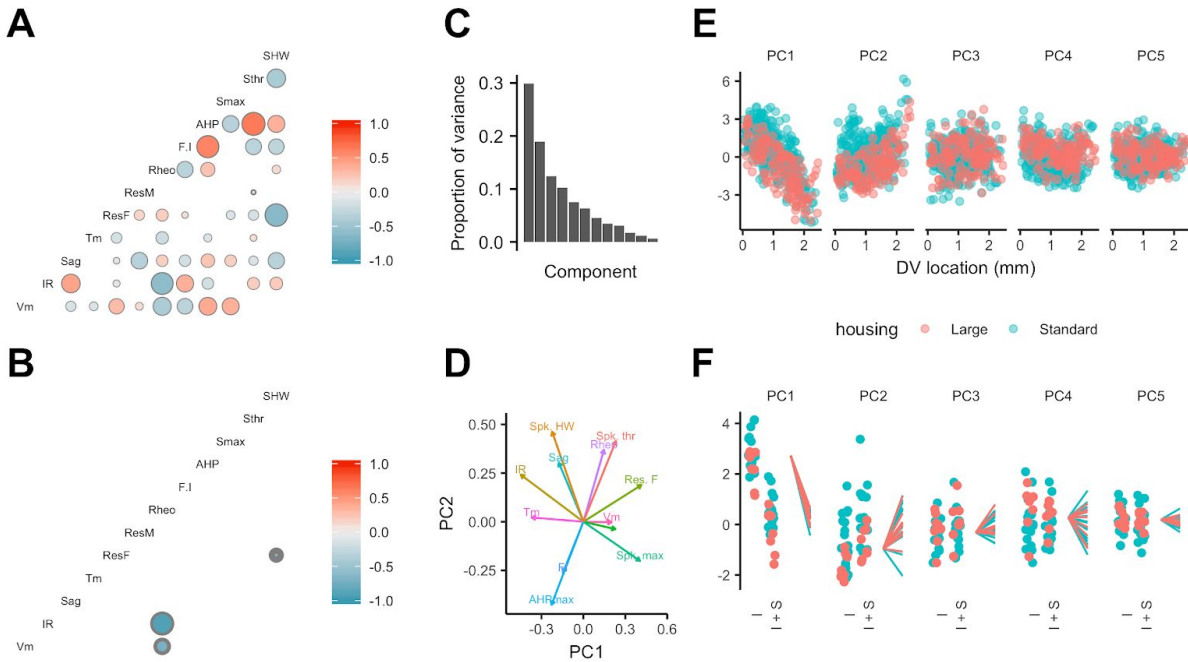 A
SHW
Sthr
Smax
AHP
F.I
Rheo
ResM
ResF
Tm
Sag
IR
Vm
1.0
0.5
0.0
-0.5
-1.0
B
SHW
Sthr
Smax
AHP
F.I
Rheo
ResM
ResF
Tm
Sag
IR
Vm
1.0
0.5
0.0
-0.5
-1.0
C
Proportion of variance
0.3
0.2
0.1
0.0
Component
D
PC2
0.50
0.25
0.00
-0.25
Spk. HW
Spk. thr
Rheo
Sag
IR
Res. F
Tm
Vm
Spk. max
AHPmax
-0.3
0.0
0.3
0.6
PC1
E
PC1 PC2 PC3 PC4 PC5
6
3
0
-3
0 1 2 0 1 2 0 1 2 0 1 2 0 1 2
DV location (mm)
housing Large Standard
F
PC1 PC2 PC3 PC4 PC5
4
2
0
-2
I I + S I I + S I I + S I I + S I I + S